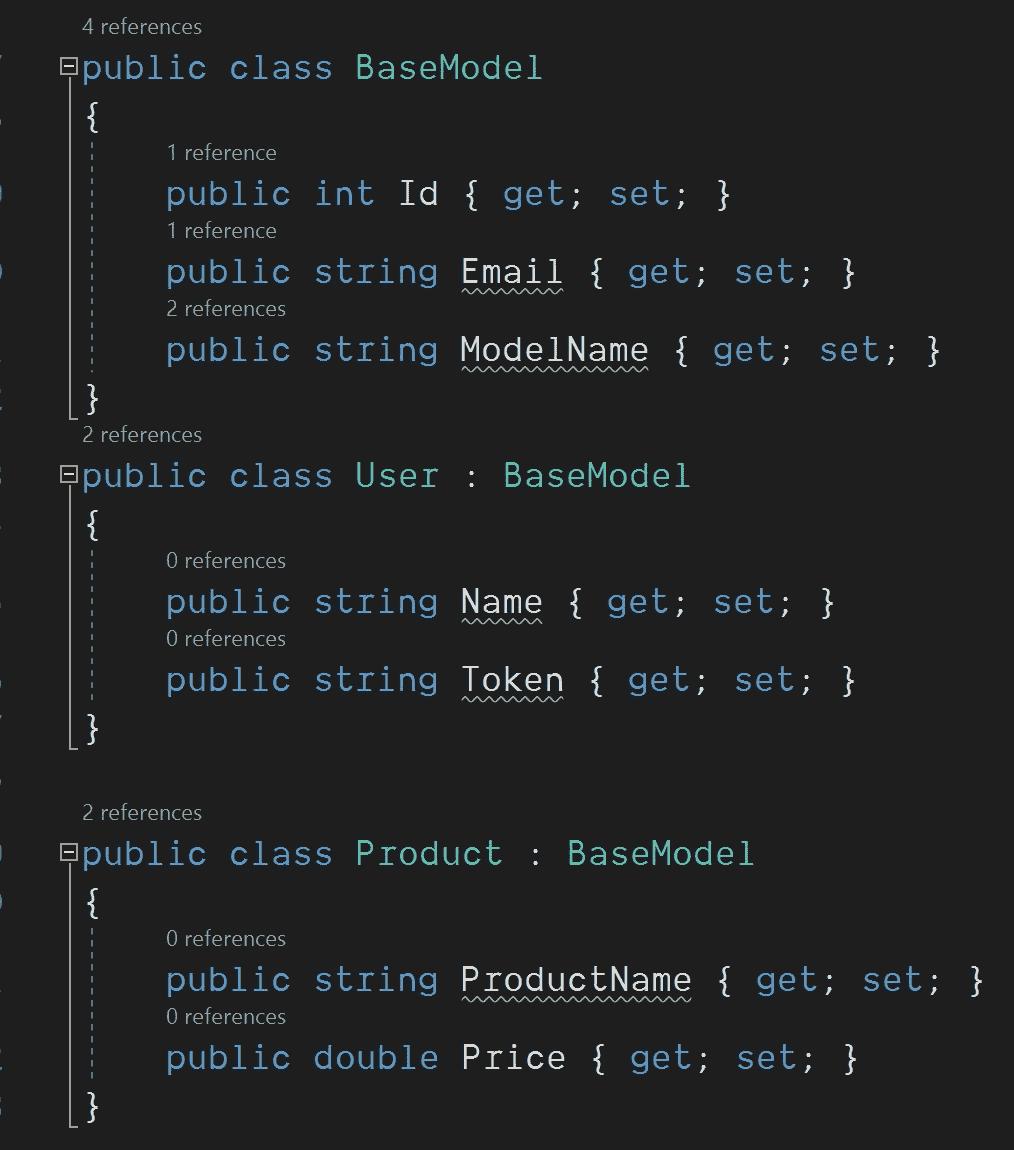 4 references
public class BaseModel
{
1 reference
public int Id { get; set; }
1 reference
public string Email { get; set; }
2 references
public string ModelName { get; set; }
}
2 references
public class User : BaseModel
{
0 references
public string Name { get; set; }
0 references
public string Token { get; set; }
}
2 references
public class Product : BaseModel
{
0 references
public string ProductName { get; set; }
0 references
public double Price { get; set; }
}